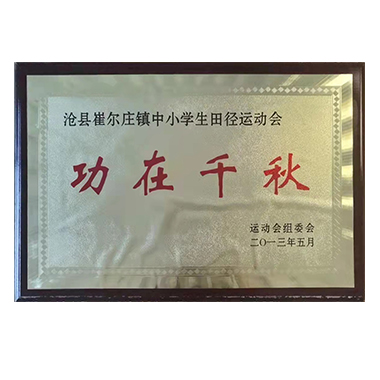 沧县崔尔庄镇中小学生田径运动会
功在千秋
运动会组委会
二〇一三年五月